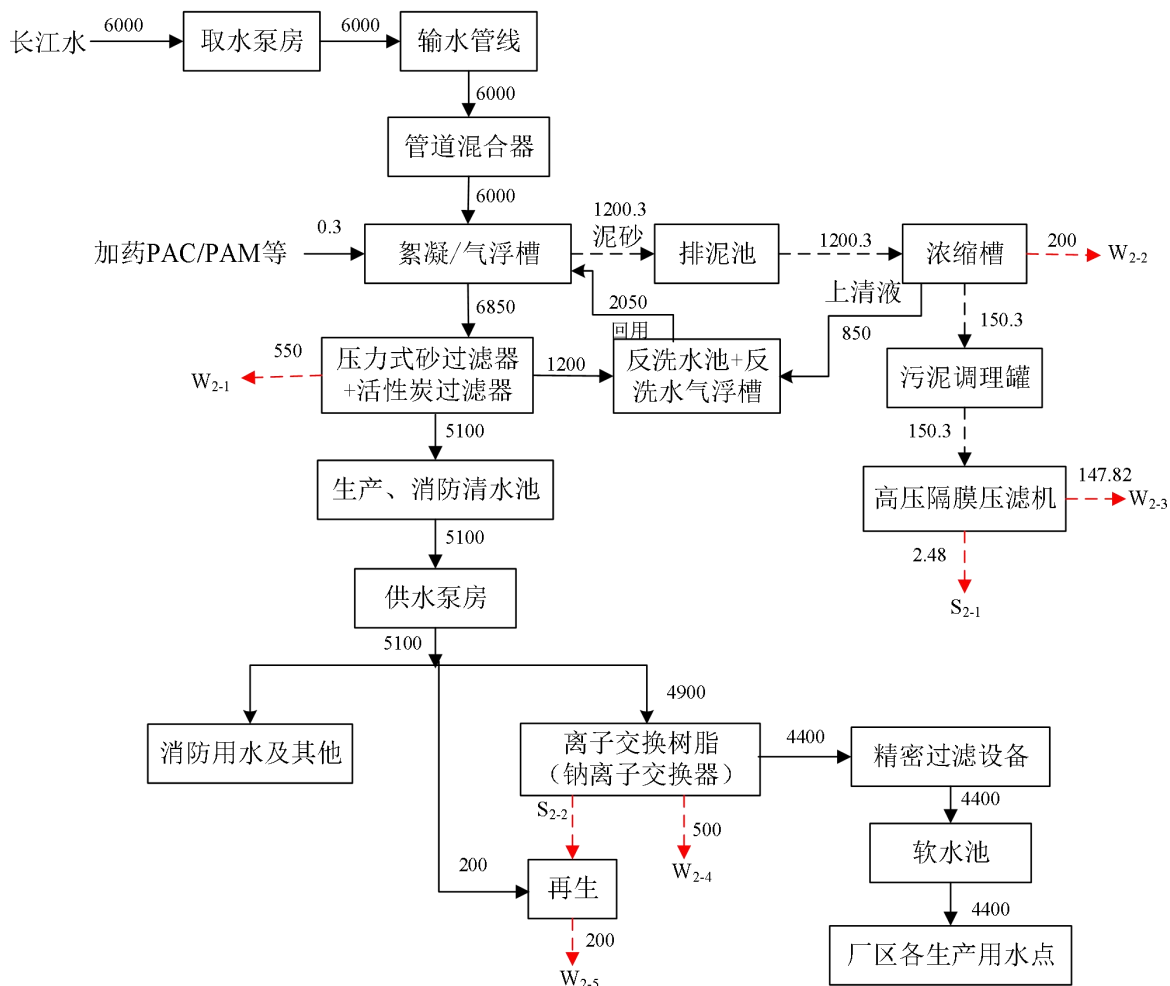 长江水
6000
取水泵房
6000
输水管线
6000
管道混合器
6000
加药PAC/PAM等
0.3
絮凝/气浮槽
1200.3
泥砂
排泥池
1200.3
浓缩槽
200
W2-2
6850
2050
回用
上清液
850
150.3
W2-1
550
压力式砂过滤器
+活性炭过滤器
1200
反洗水池+反
洗水气浮槽
污泥调理罐
5100
150.3
生产、消防清水池
高压隔膜压滤机
147.82
W2-3
5100
2.48
供水泵房
S2-1
5100
4900
消防用水及其他
离子交换树脂
（钠离子交换器）
4400
精密过滤设备
S2-2
500
4400
W2-4
软水池
200
再生
4400
200
W2-5
厂区各生产用水点